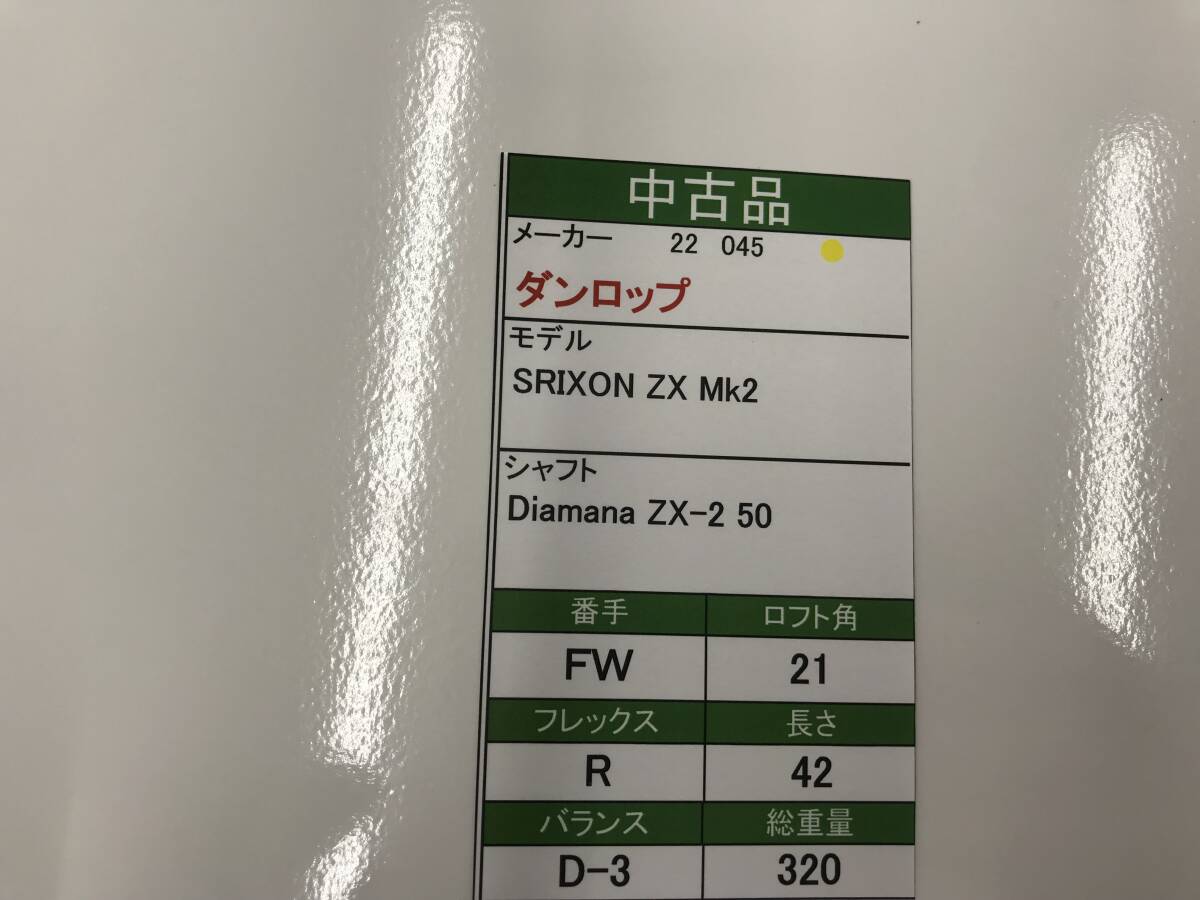 中古品
メーカー 22 045
ダンロップ
モデル
SRIXON ZX Mk2
シャフト
Diamana ZX-2 50
番手 ロフト角
FW 21
フレックス 長さ
R 42
バランス 総重量
D-3 320